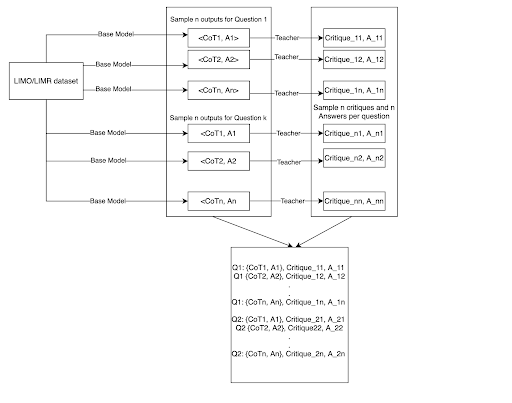 Sample n outputs for Question 1
Base Model <CoT1, A1> Teacher Critique_11, A_11
Base Model <CoT2, A2> Teacher Critique_12, A_12
LIMO/LIMR dataset
Base Model <CoTn, An> Teacher Critique_1n, A_1n
Sample n critiques and n
Answers per question
Sample n outputs for Question k
Base Model <CoT1, A1 Teacher Critique_n1, A_n1
Base Model <CoT2, A2 Teacher Critique_n2, A_n2
Base Model <CoTn, An Teacher Critique_nn, A_nn
Q1: {CoT1, A1}, Critique_11, A_11
Q1 {CoT2, A2}, Critique_12, A_12
.
.
Q1: {CoTn, An}, Critique_1n, A_1n
Q2: {CoT1, A1}, Critique_21, A_21
Q2 {CoT2, A2}, Critique22, A_22
.
.
Q2: {CoTn, An}, Critique_2n, A_2n